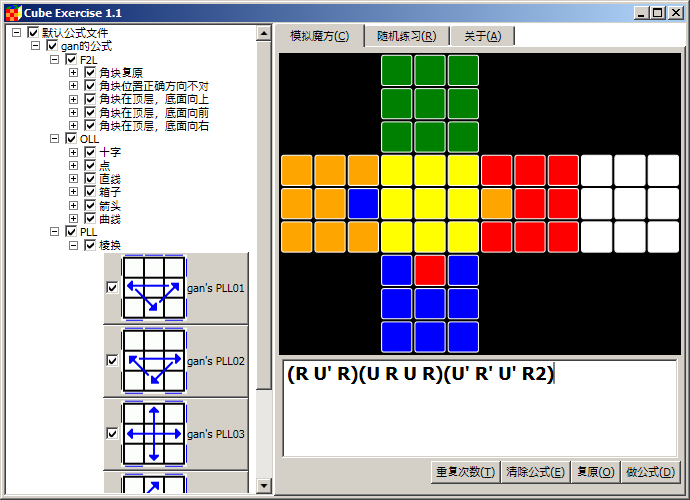 Cube Exercise 1.1
默认公式文件
gan的公式
F2L
角块复原
角块位置正确方向不对
角块在顶层，底面向上
角块在顶层，底面向前
角块在顶层，底面向右
OLL
十字
点
直线
箱子
箭头
曲线
PLL
棱换
gan's PLL01
gan's PLL02
gan's PLL03
模拟魔方(C)
随机练习(R)
关于(A)
(R U' R)(U R U R)(U' R' U' R2)
重复次数(T)
清除公式(E)
复原(O)
做公式(D)